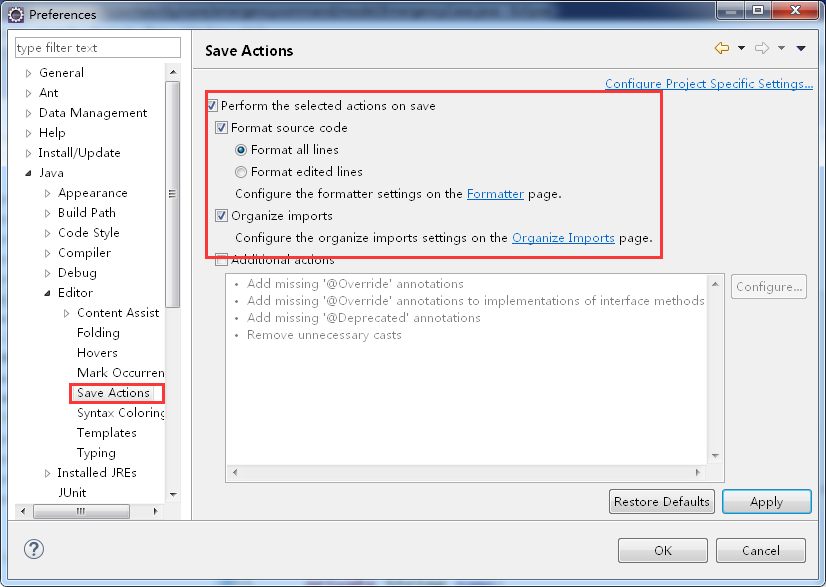 Preferences
type filter text
General
Ant
Data Management
Help
Install/Update
Java
Appearance
Build Path
Code Style
Compiler
Debug
Editor
Content Assist
Folding
Hovers
Mark Occurren
Save Actions
Syntax Coloring
Templates
Typing
Installed JREs
JUnit
Save Actions
Configure Project Specific Settings...
Perform the selected actions on save
Format source code
Format all lines
Format edited lines
Configure the formatter settings on the Formatter page.
Organize imports
Configure the organize imports settings on the Organize Imports page.
Additional actions
• Add missing '@Override' annotations
• Add missing '@Override' annotations to implementations of interface methods
• Add missing '@Deprecated' annotations
• Remove unnecessary casts
Configure...
Restore Defaults
Apply
?
OK
Cancel